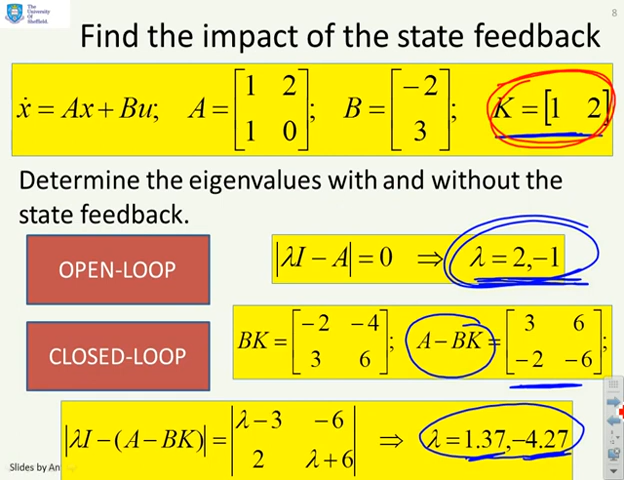 The University Of Sheffield.
8
Find the impact of the state feedback
ẋ = Ax + Bu; A = [1 2; 1 0]; B = [-2; 3]; K = [1 2]
Determine the eigenvalues with and without the
state feedback.
OPEN-LOOP
|λI − A| = 0 ⇒ λ = 2,−1
CLOSED-LOOP
BK = [-2 -4; 3 6]; A − BK = [3 6; -2 -6];
|λI − (A − BK)| = |λ−3 −6; 2 λ+6| ⇒ λ = 1.37,−4.27
Slides by